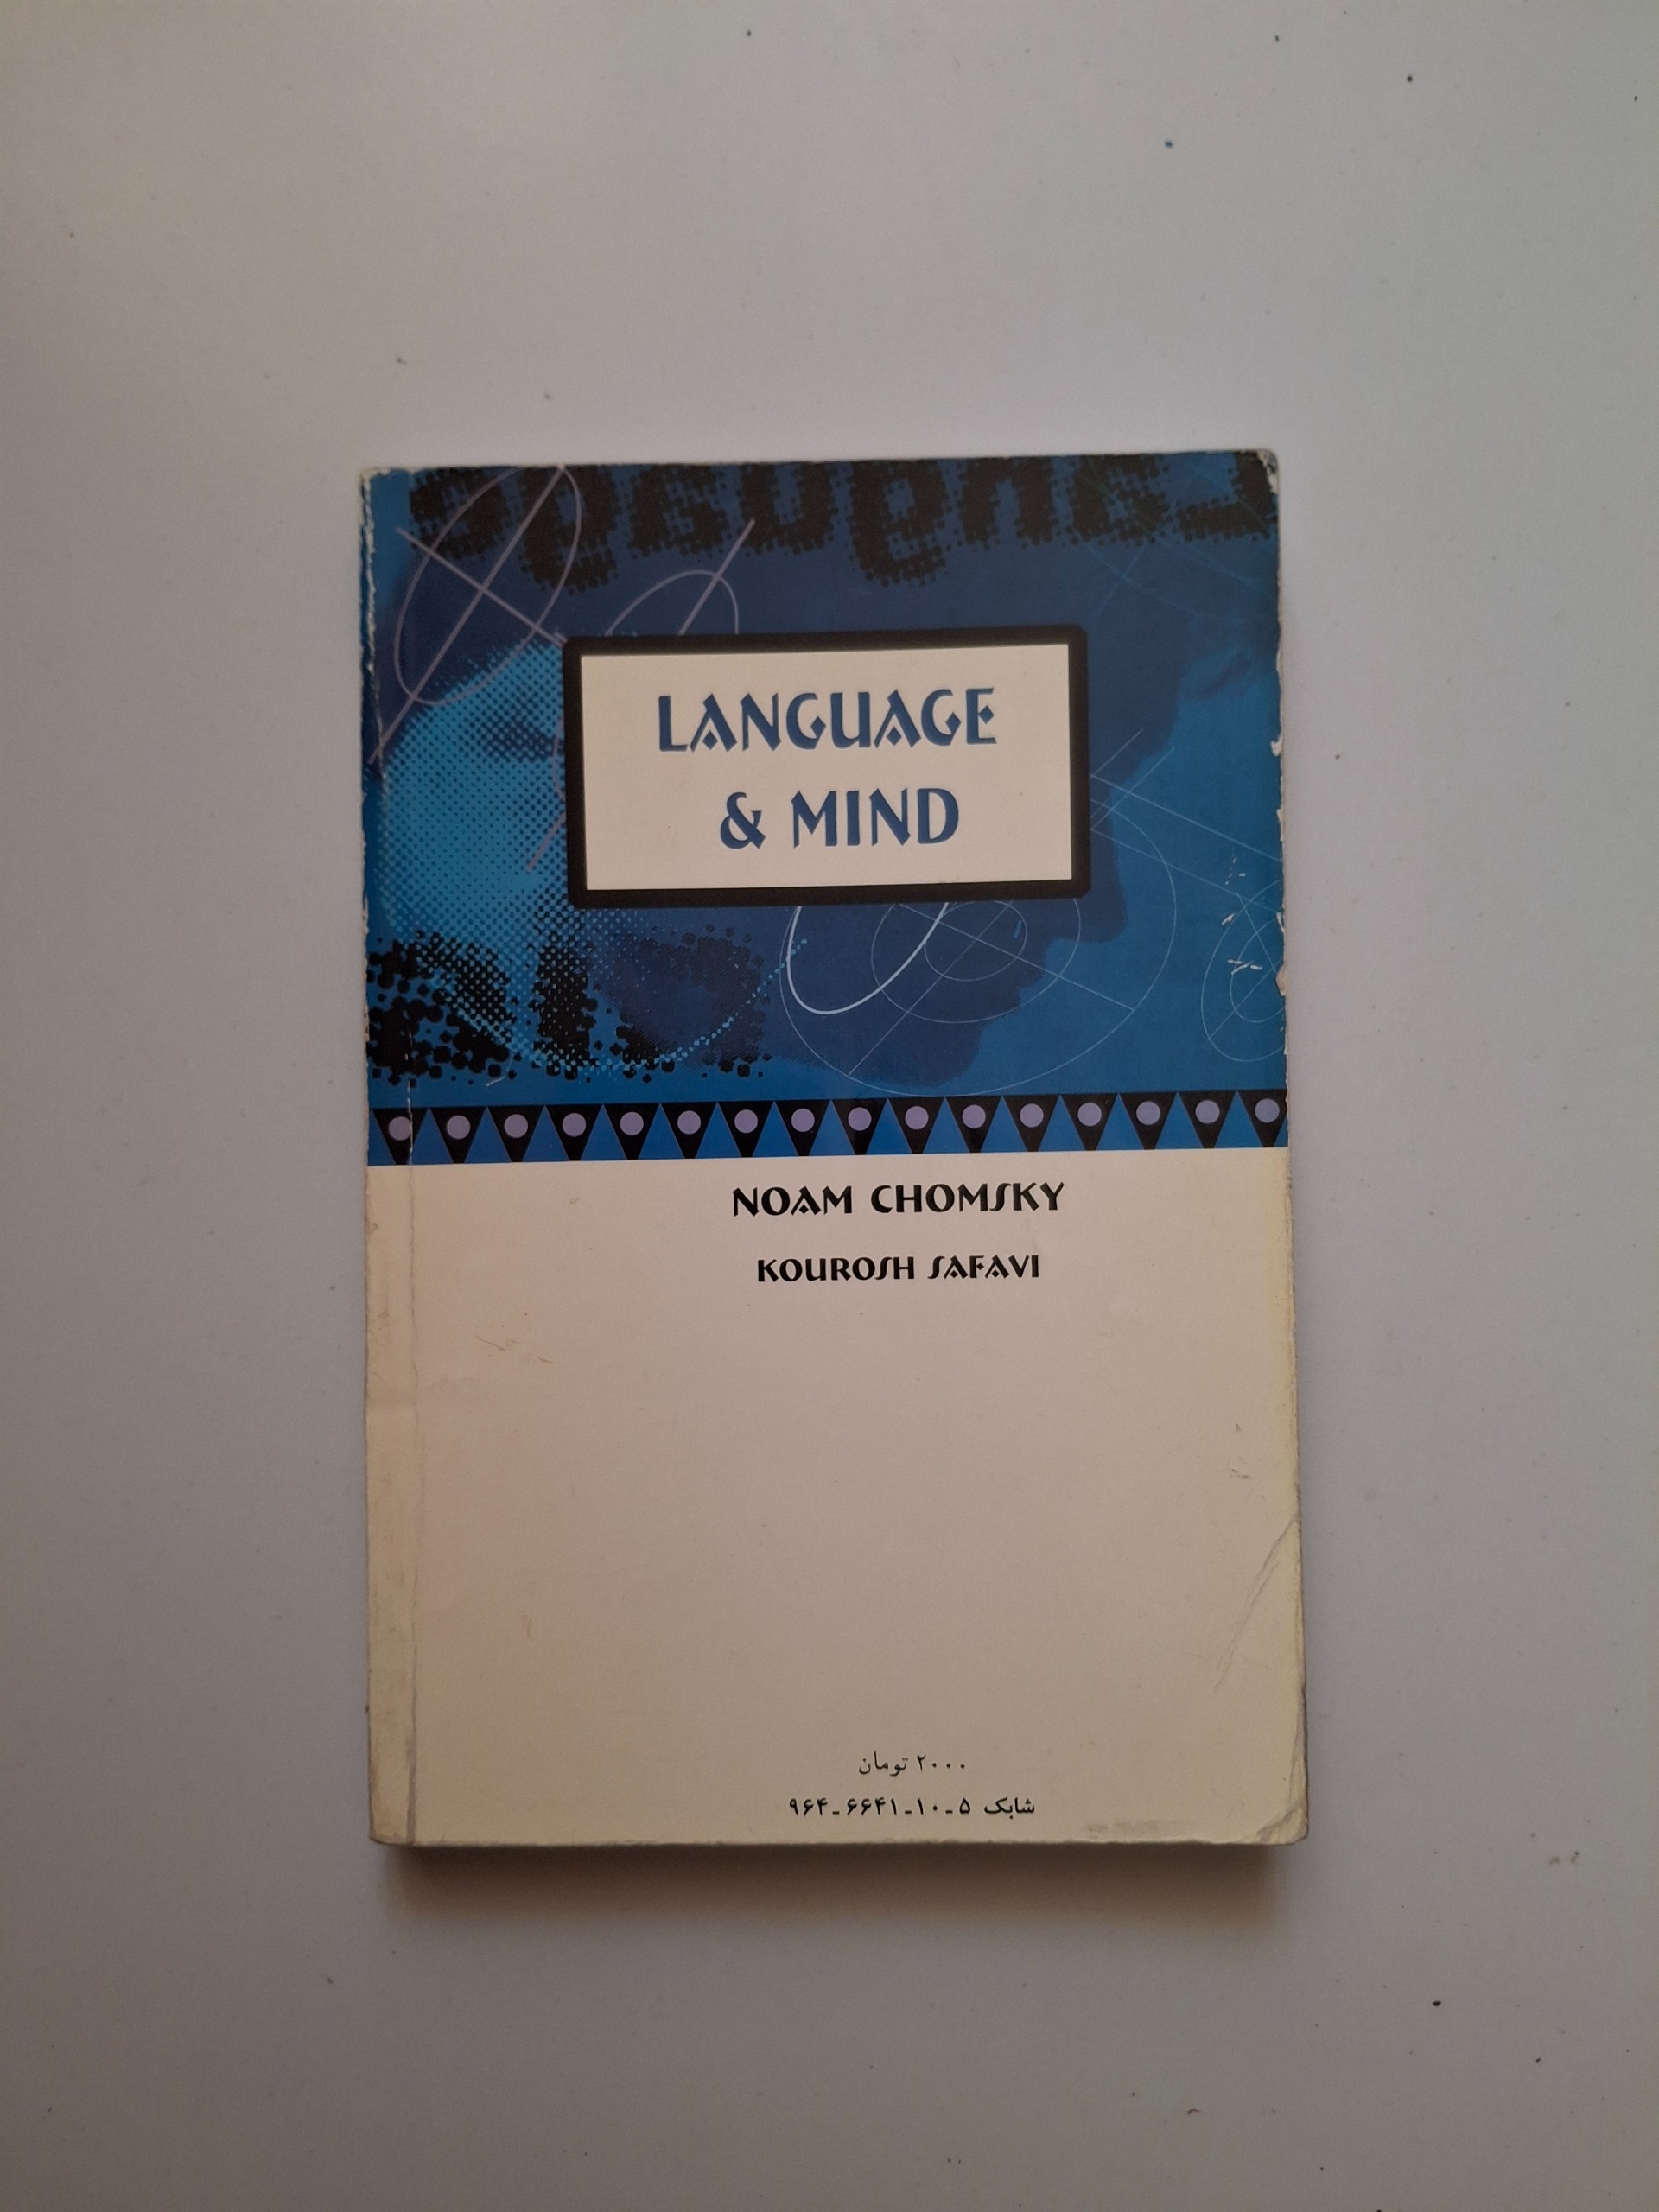 LANGUAGE
& MIND
NOAM CHOMSKY
KOUROSH SAFAVI
۲۰۰۰ تومان
شابک ۵-۱۰-۶۶۴۱-۹۶۴